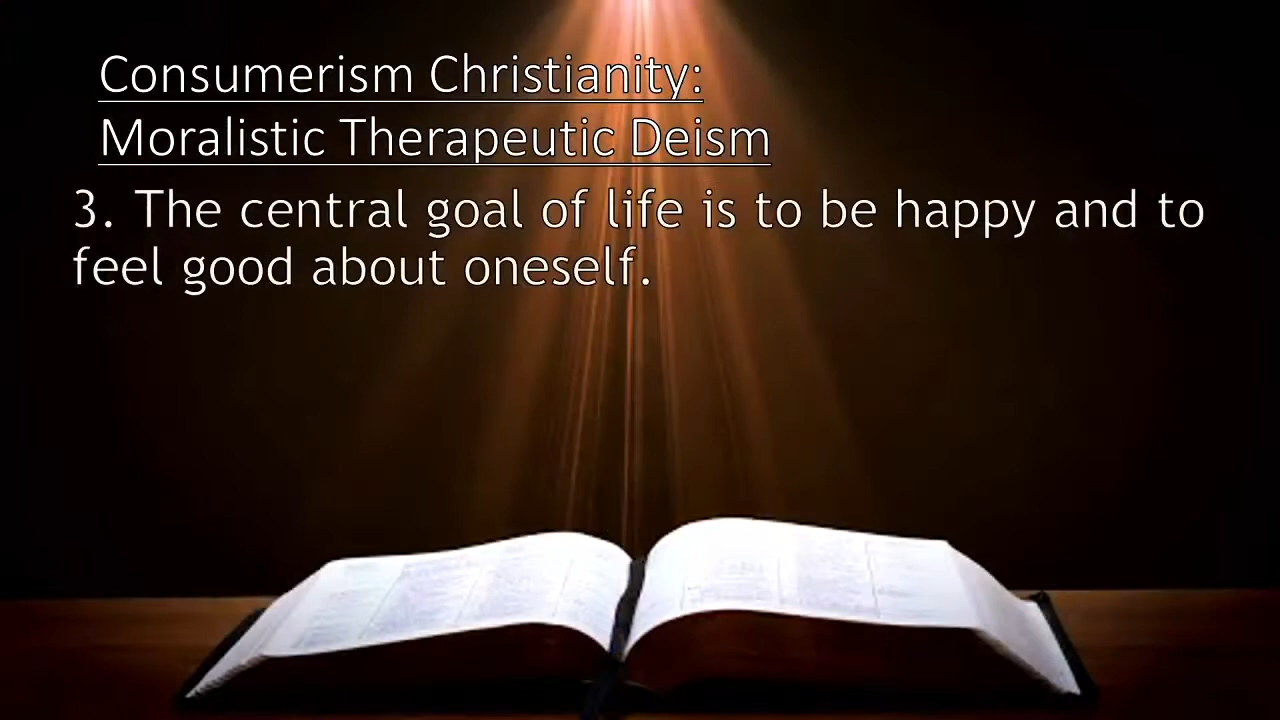 Consumerism Christianity:
Moralistic Therapeutic Deism
3. The central goal of life is to be happy and to
feel good about oneself.